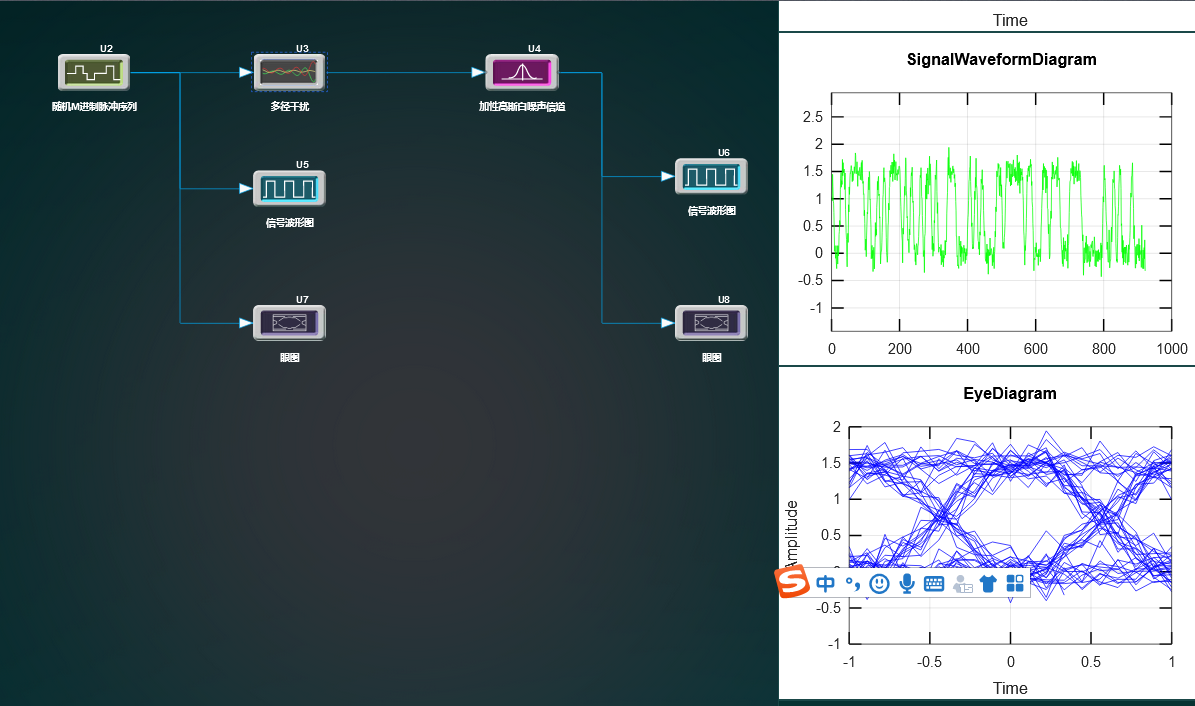 U2
U3
U4
随机M进制脉冲序列
多径干扰
加性高斯白噪声信道
U5
U6
信号波形图
信号波形图
U7
U8
眼图
眼图
Time
SignalWaveformDiagram
2.5
2
1.5
1
0.5
0
-0.5
-1
0 200 400 600 800 1000
EyeDiagram
Amplitude
2
1.5
1
0.5
-0.5
-1
-1 -0.5 0 0.5 1
Time
S 中 °,